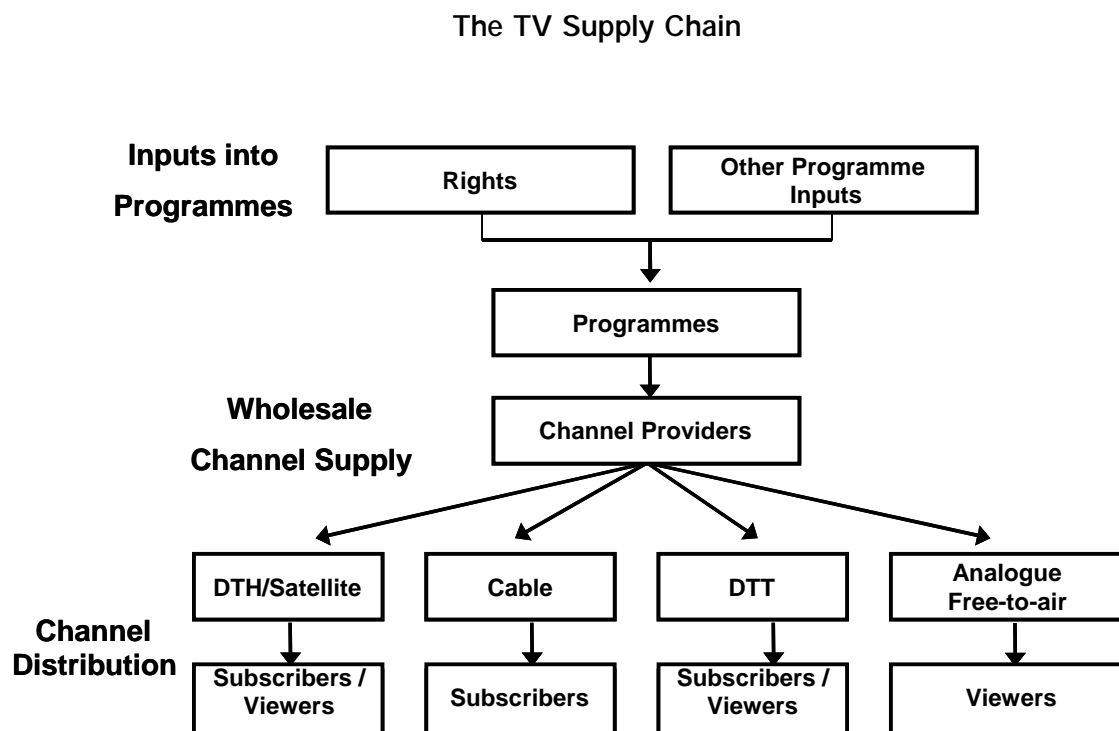 The TV Supply Chain
Inputs into
Programmes
Rights
Other Programme
Inputs
Programmes
Wholesale
Channel Supply
Channel Providers
DTH/Satellite
Cable
DTT
Analogue
Free-to-air
Channel
Distribution
Subscribers /
Viewers
Subscribers
Subscribers /
Viewers
Viewers